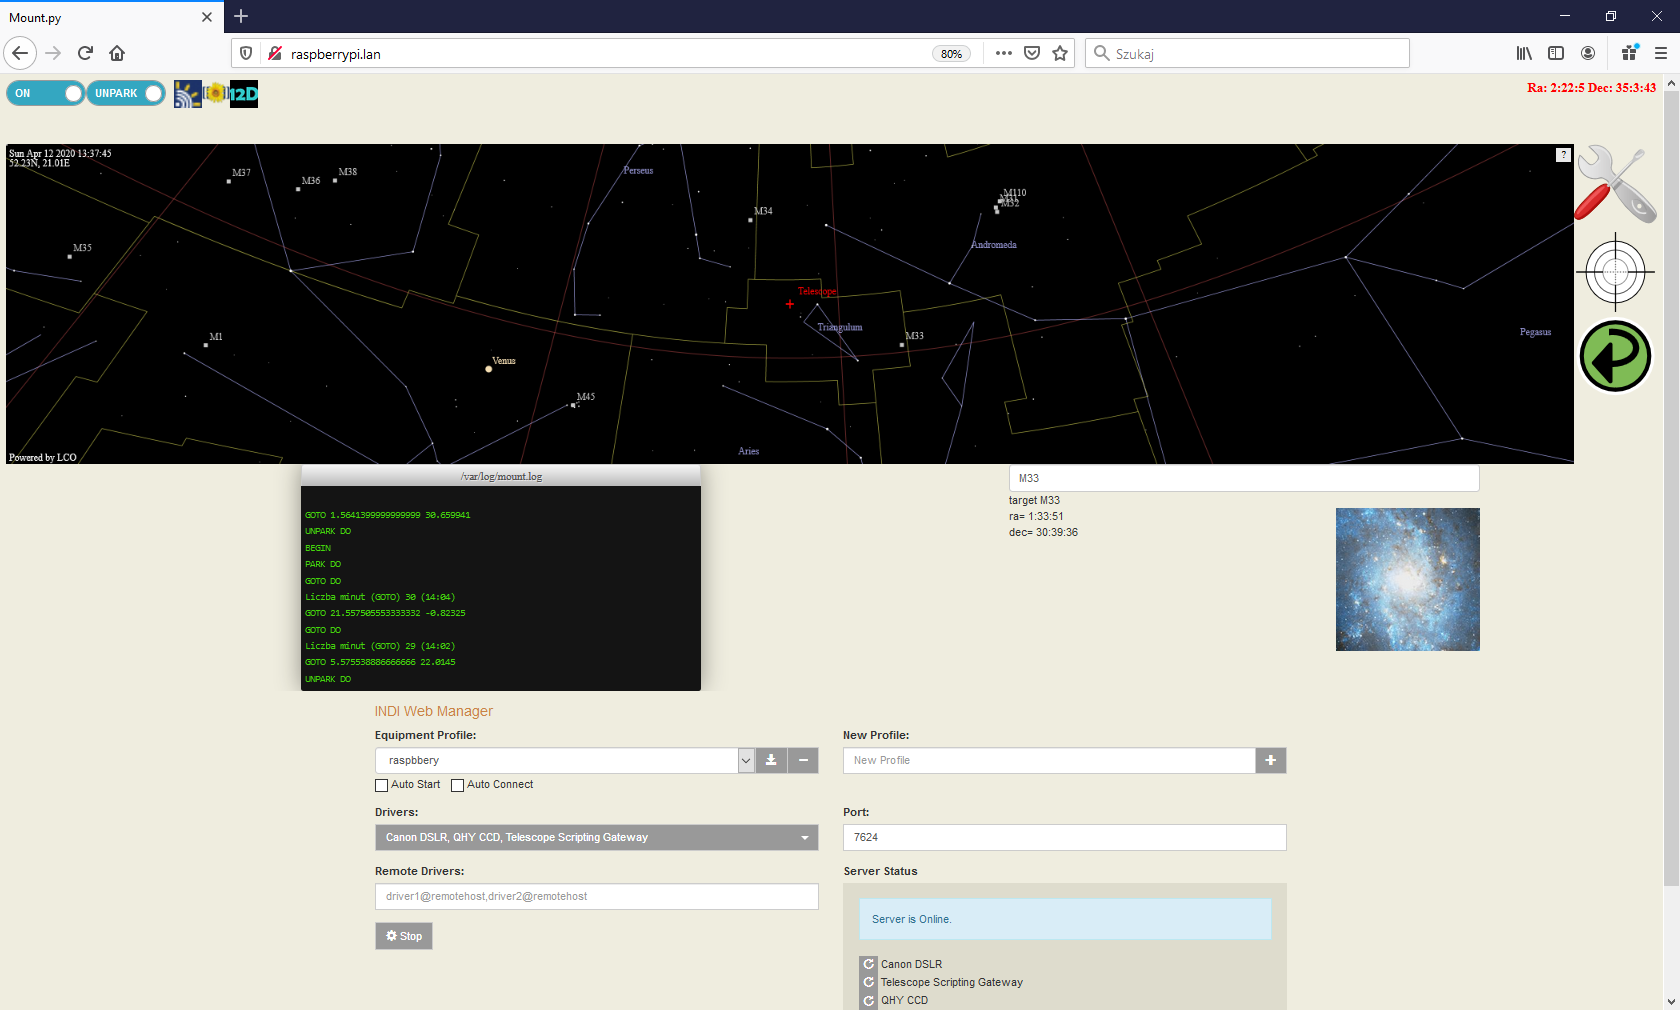 Mount.py
raspberrypi.lan
80%
Szukaj
ON
UNPARK
12D
Ra: 2:22:5 Dec: 35:3:43
Sun Apr 12 2020 13:37:45
52.23N, 21.01E
?
M37
M36
M38
Perseus
M34
M110
M32
M35
Andromeda
Telescope
Triangulum
M1
M33
Pegasus
Venus
M45
Aries
Powered by LCO
/var/log/mount.log
GOTO 1.5641399999999999 30.659941
UNPARK DO
BEGIN
PARK DO
GOTO DO
Liczba minut (GOTO) 30 (14:04)
GOTO 21.557505553333332 -0.82325
GOTO DO
Liczba minut (GOTO) 29 (14:02)
GOTO 5.575538886666666 22.0145
UNPARK DO
M33
target M33
ra= 1:33:51
dec= 30:39:36
INDI Web Manager
Equipment Profile:
raspbbery
Auto Start
Auto Connect
New Profile:
New Profile
Drivers:
Canon DSLR, QHY CCD, Telescope Scripting Gateway
Port:
7624
Remote Drivers:
driver1@remotehost,driver2@remotehost
Stop
Server Status
Server is Online.
Canon DSLR
Telescope Scripting Gateway
QHY CCD